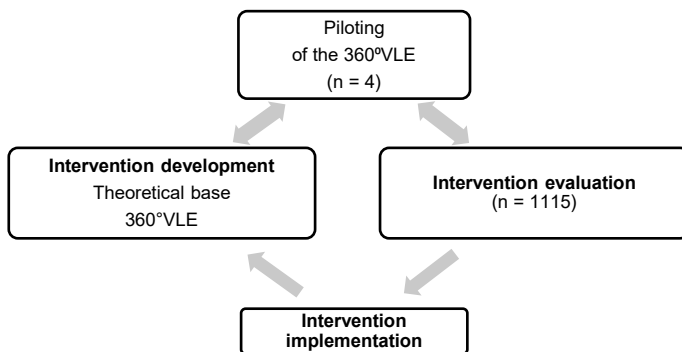 Piloting
of the 360ºVLE
(n = 4)
Intervention development
Theoretical base
360°VLE
Intervention evaluation
(n = 1115)
Intervention
implementation